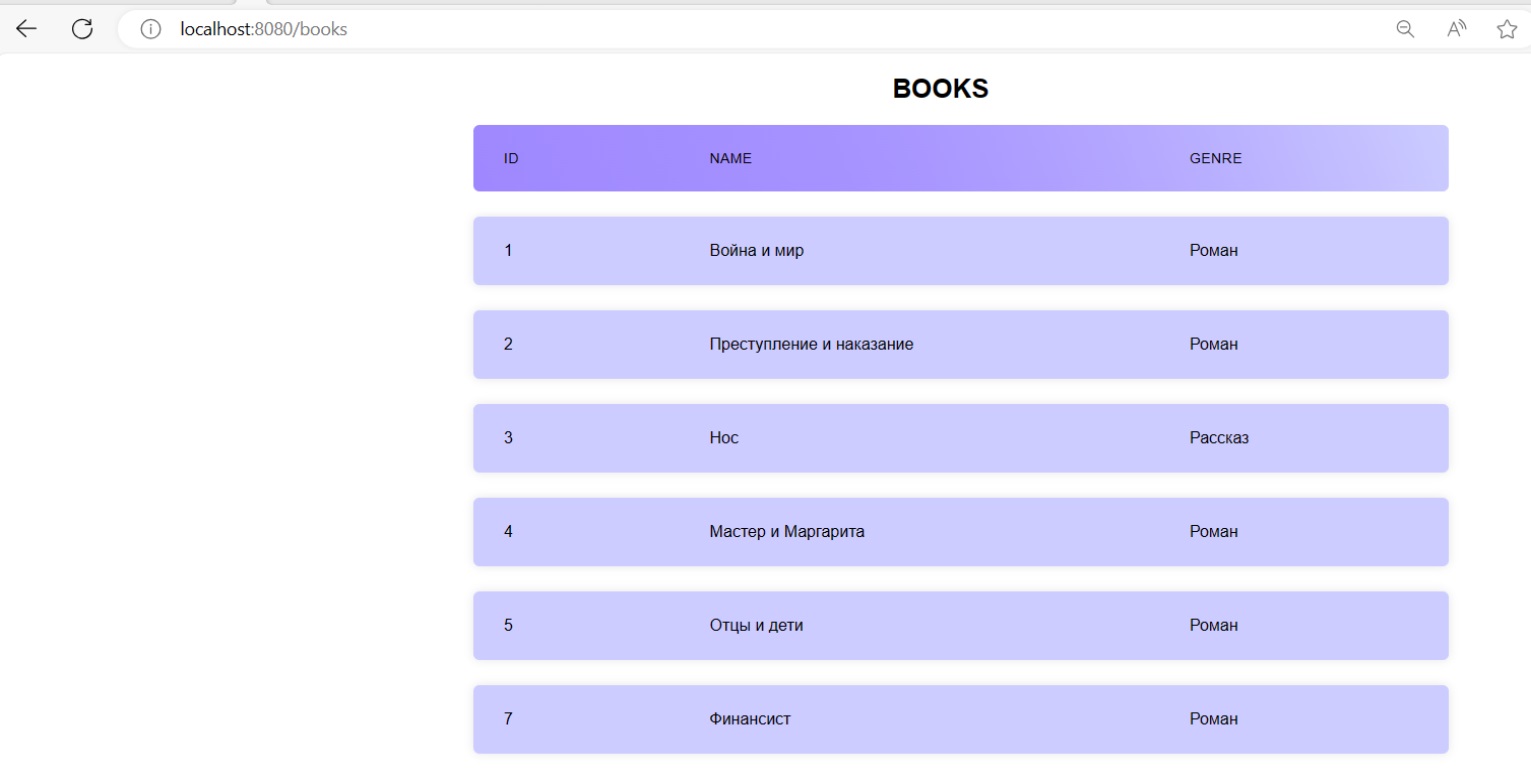 localhost:8080/books
BOOKS
ID NAME GENRE
1 Война и мир Роман
2 Преступление и наказание Роман
3 Нос Рассказ
4 Мастер и Маргарита Роман
5 Отцы и дети Роман
7 Финансист Роман